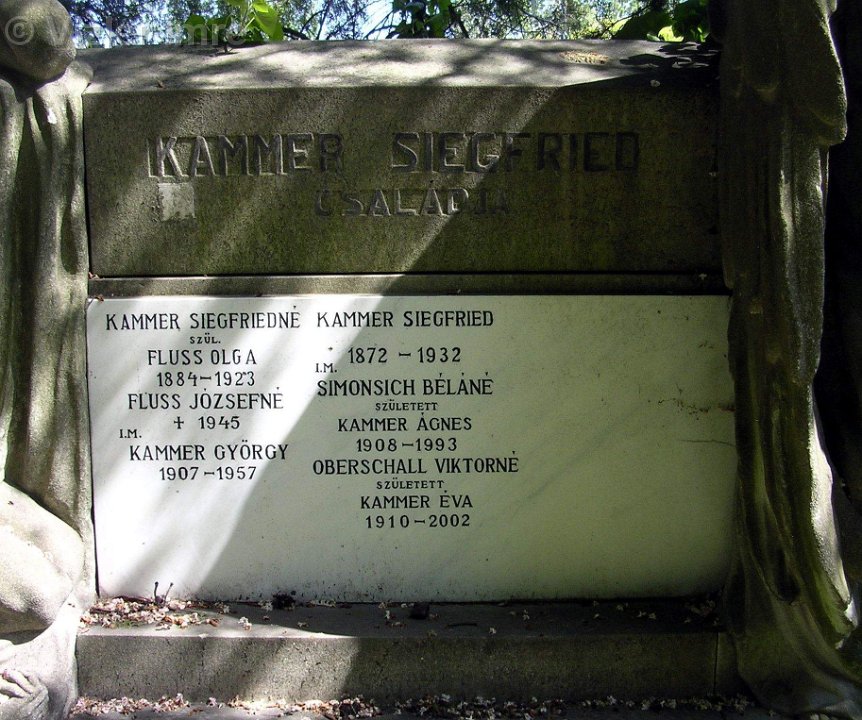 KAMMER SIEGFRIED
CSALÁDJA
KAMMER SIEGFRIEDNÉ
SZÜL.
FLUSS OLGA
1884-1923
FLUSS JÓZSEFNÉ
† 1945
I.M.
KAMMER GYÖRGY
1907-1957
KAMMER SIEGFRIED
1872-1932
I.M.
SIMONSICH BÉLÁNÉ
SZÜLETETT
KAMMER ÁGNES
1908-1993
OBERSCHALL VIKTORNÉ
SZÜLETETT
KAMMER ÉVA
1910-2002